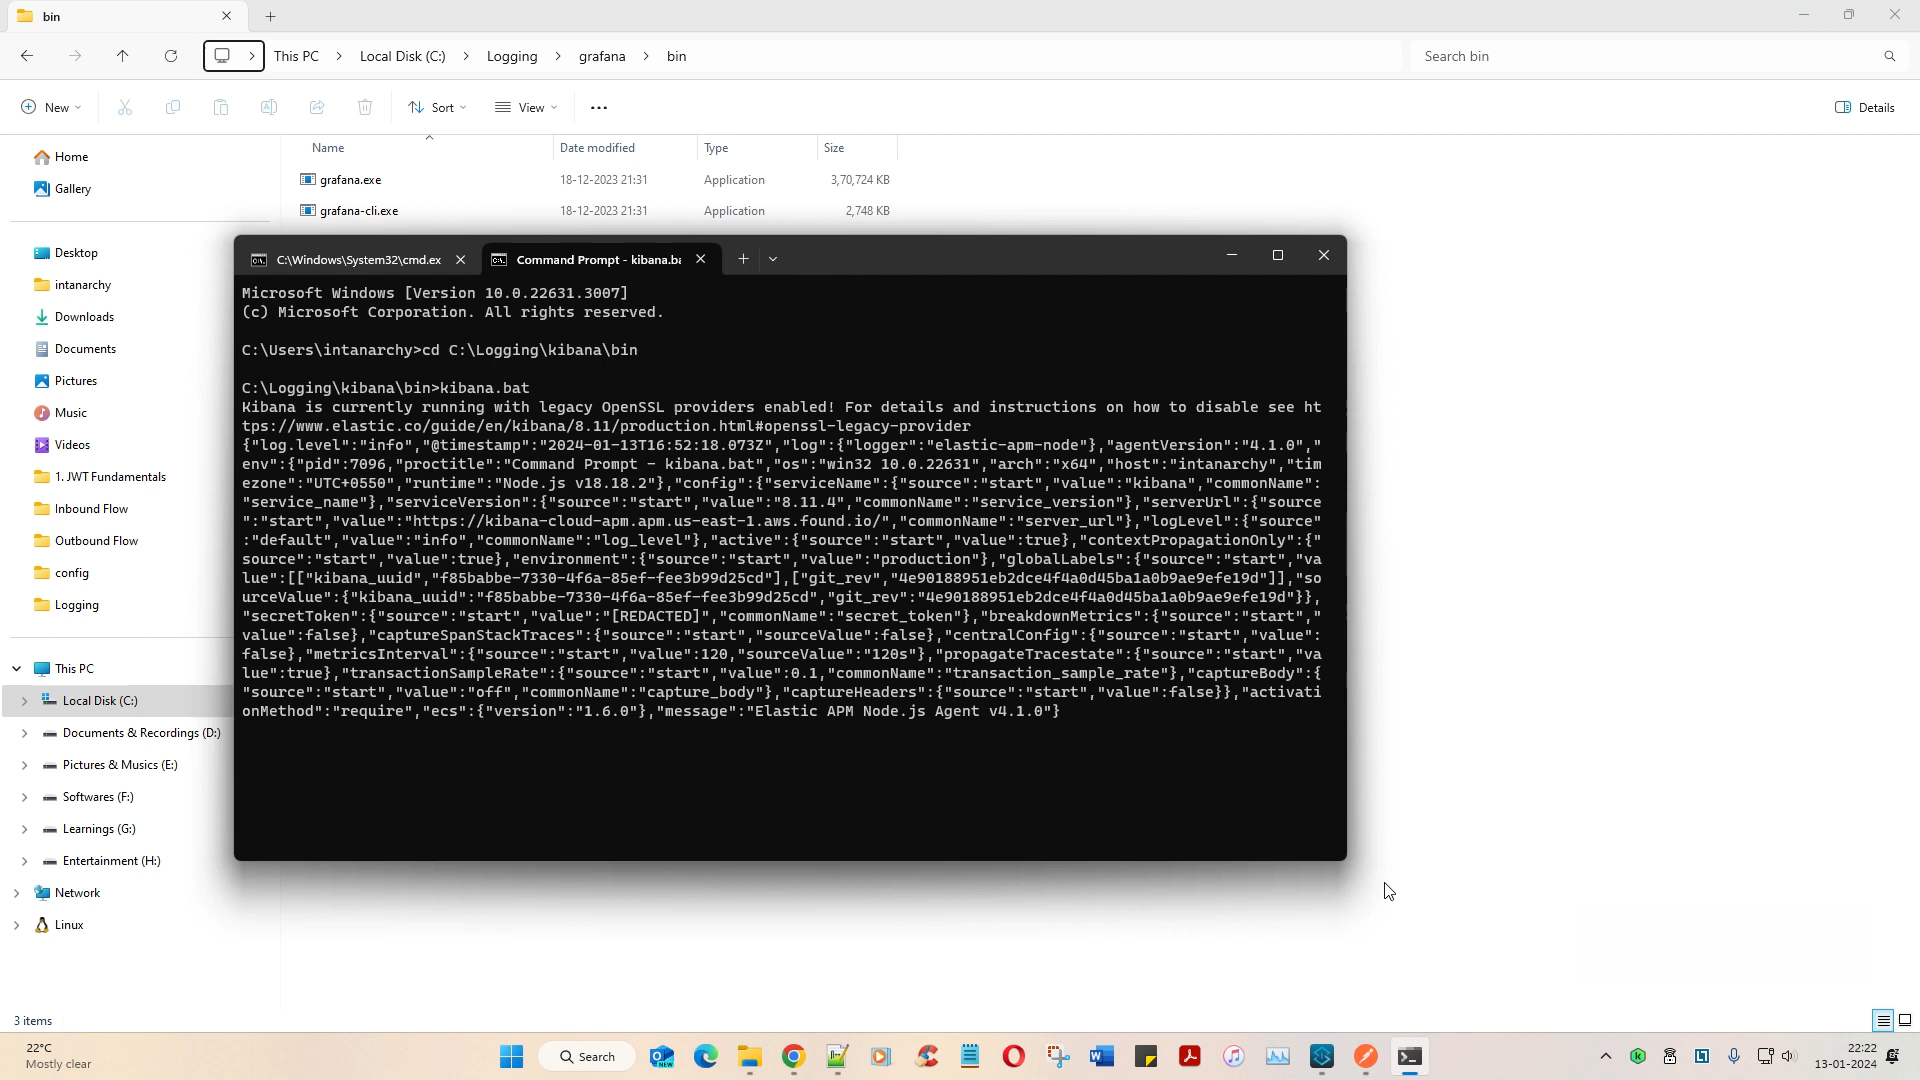 bin
This PC > Local Disk (C:) > Logging > grafana > bin
Search bin
New
Sort
View
Details
Name
Date modified
Type
Size
grafana.exe 18-12-2023 21:31 Application 3,70,724 KB
grafana-cli.exe 18-12-2023 21:31 Application 2,748 KB
Home
Gallery
Desktop
intanarchy
Downloads
Documents
Pictures
Music
Videos
1. JWT Fundamentals
Inbound Flow
Outbound Flow
config
Logging
This PC
Local Disk (C:)
Documents & Recordings (D:)
Pictures & Musics (E:)
Softwares (F:)
Learnings (G:)
Entertainment (H:)
Network
Linux
3 items
C:\Windows\System32\cmd.ex
Command Prompt - kibana.ba
Microsoft Windows [Version 10.0.22631.3007]
(c) Microsoft Corporation. All rights reserved.
C:\Users\intanarchy>cd C:\Logging\kibana\bin
C:\Logging\kibana\bin>kibana.bat
Kibana is currently running with legacy OpenSSL providers enabled! For details and instructions on how to disable see ht
tps://www.elastic.co/guide/en/kibana/8.11/production.html#openssl-legacy-provider
{"log.level":"info","@timestamp":"2024-01-13T16:52:18.073Z","log":{"logger":"elastic-apm-node"},"agentVersion":"4.1.0","
env":{"pid":7096,"proctitle":"Command Prompt - kibana.bat","os":"win32 10.0.22631","arch":"x64","host":"intanarchy","tim
ezone":"UTC+0550","runtime":"Node.js v18.18.2"},"config":{"serviceName":{"source":"start","value":"kibana","commonName":
"service_name"},"serviceVersion":{"source":"start","value":"8.11.4","commonName":"service_version"},"serverUrl":{"source
":"start","value":"https://kibana-cloud-apm.apm.us-east-1.aws.found.io/","commonName":"server_url"},"logLevel":{"source"
:"default","value":"info","commonName":"log_level"},"active":{"source":"start","value":true},"contextPropagationOnly":{"
source":"start","value":true},"environment":{"source":"start","value":"production"},"globalLabels":{"source":"start","va
lue":[["kibana_uuid","f85babbe-7330-4f6a-85ef-fee3b99d25cd"],["git_rev","4e90188951eb2dce4f4a0d45ba1a0b9ae9efe19d"]],"so
urceValue":{"kibana_uuid":"f85babbe-7330-4f6a-85ef-fee3b99d25cd","git_rev":"4e90188951eb2dce4f4a0d45ba1a0b9ae9efe19d"}},
"secretToken":{"source":"start","value":"[REDACTED]","commonName":"secret_token"},"breakdownMetrics":{"source":"start","
value":false},"captureSpanStackTraces":{"source":"start","sourceValue":false},"centralConfig":{"source":"start","value":
false},"metricsInterval":{"source":"start","value":120,"sourceValue":"120s"},"propagateTracestate":{"source":"start","va
lue":true},"transactionSampleRate":{"source":"start","value":0.1,"commonName":"transaction_sample_rate"},"captureBody":{
"source":"start","value":"off","commonName":"capture_body"},"captureHeaders":{"source":"start","value":false}},"activati
onMethod":"require","ecs":{"version":"1.6.0"},"message":"Elastic APM Node.js Agent v4.1.0"}
22°C
Mostly clear
Search
22:22
13-01-2024